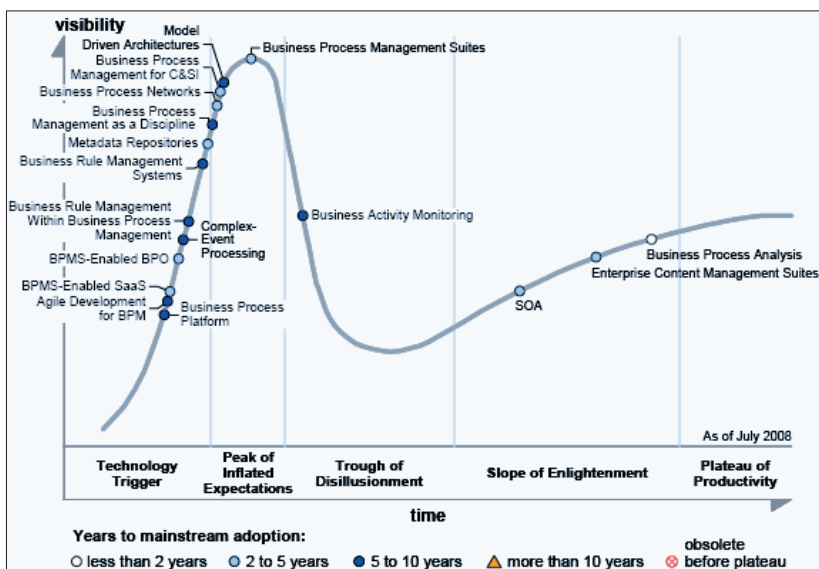 visibility
Model
Driven Architectures
Business Process
Management for C&SI
Business Process Networks
Business Process
Management as a Discipline
Metadata Repositories
Business Rule Management
Systems
Business Rule Management
Within Business Process
Management
Complex-
Event
Processing
BPMS-Enabled BPO
BPMS-Enabled SaaS
Agile Development
for BPM
Business Process
Platform
Business Process Management Suites
Business Activity Monitoring
Business Process Analysis
Enterprise Content Management Suites
SOA
As of July 2008
Technology
Trigger
Peak of
Inflated
Expectations
Trough of
Disillusionment
Slope of Enlightenment
Plateau of
Productivity
time
Years to mainstream adoption:
less than 2 years
2 to 5 years
5 to 10 years
more than 10 years
obsolete
before plateau